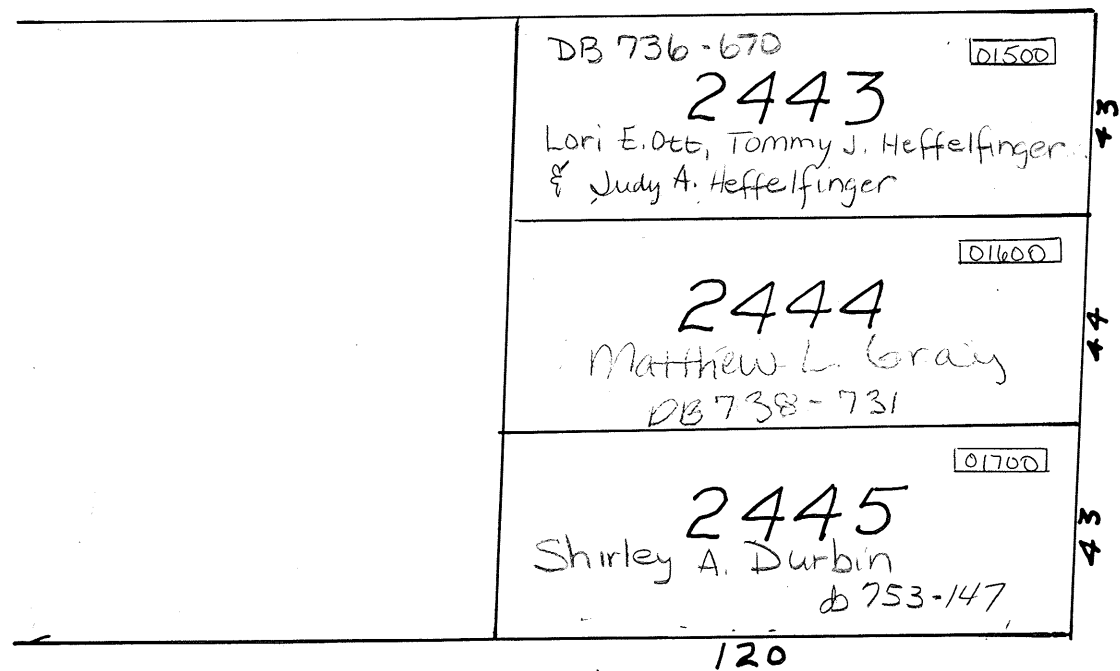 DB 736-670
01500
2443
Lori E. Ott, Tommy J. Heffelfinger
& Judy A. Heffelfinger
43
01600
2444
Matthew L. Gray
DB 738-731
44
01700
2445
Shirley A. Durbin
db 753-147
43
120